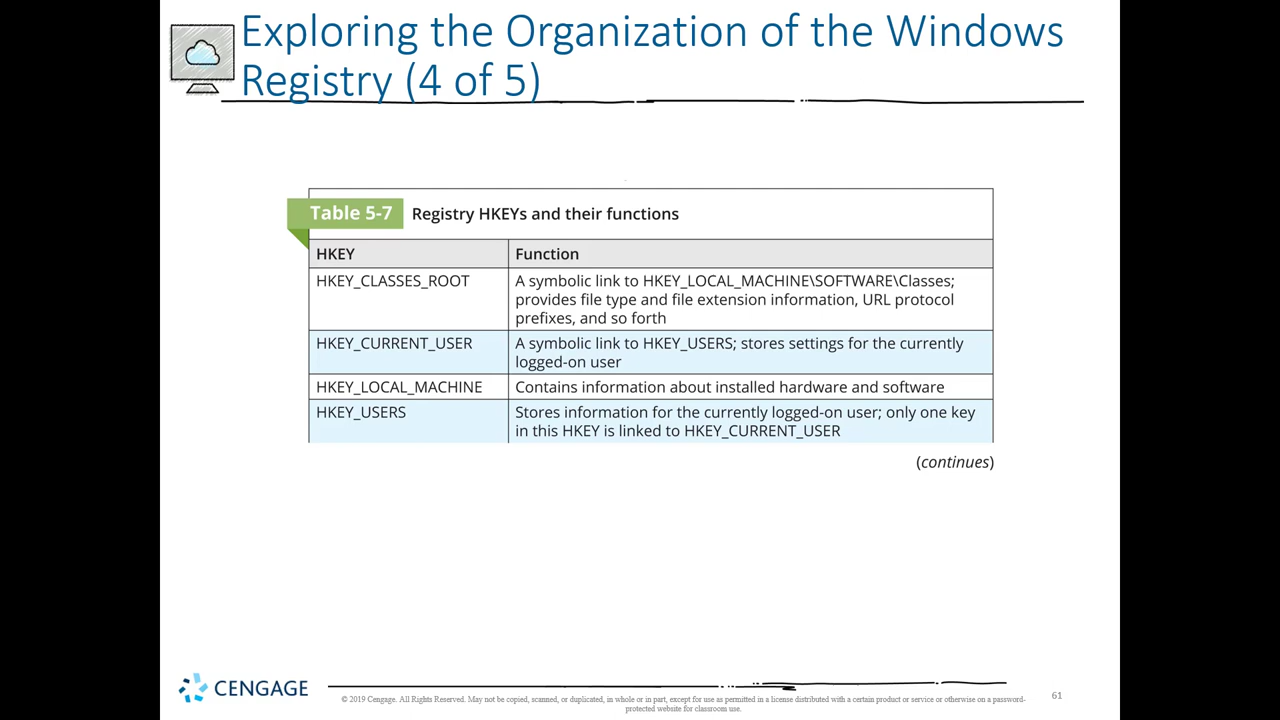 Exploring the Organization of the Windows
Registry (4 of 5)
Table 5-7 Registry HKEYs and their functions
HKEY Function
HKEY_CLASSES_ROOT A symbolic link to HKEY_LOCAL_MACHINE\SOFTWARE\Classes;
provides file type and file extension information, URL protocol
prefixes, and so forth
HKEY_CURRENT_USER A symbolic link to HKEY_USERS; stores settings for the currently
logged-on user
HKEY_LOCAL_MACHINE Contains information about installed hardware and software
HKEY_USERS Stores information for the currently logged-on user; only one key
in this HKEY is linked to HKEY_CURRENT_USER
(continues)
CENGAGE
© 2019 Cengage. All Rights Reserved. May not be copied, scanned, or duplicated, in whole or in part, except for use as permitted in a license distributed with a certain product or service or otherwise on a password-
protected website for classroom use.
61